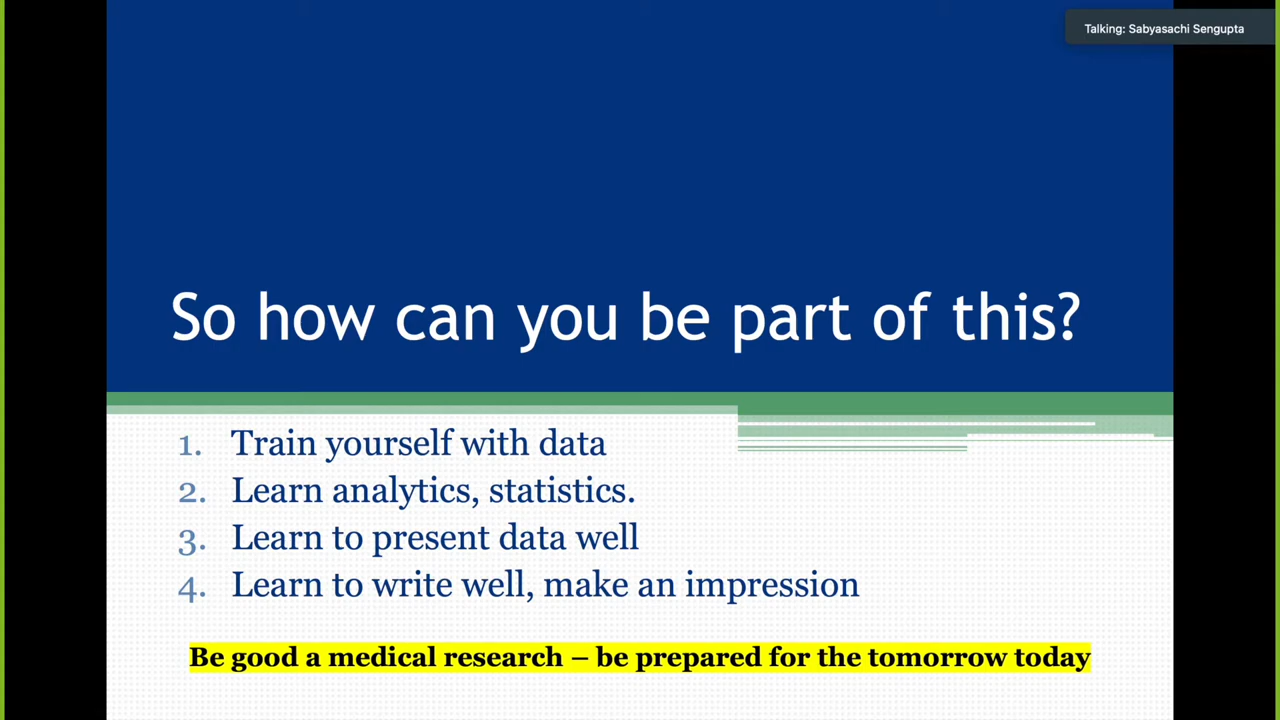 Talking: Sabyasachi Sengupta
So how can you be part of this?
1. Train yourself with data
2. Learn analytics, statistics.
3. Learn to present data well
4. Learn to write well, make an impression
Be good a medical research – be prepared for the tomorrow today